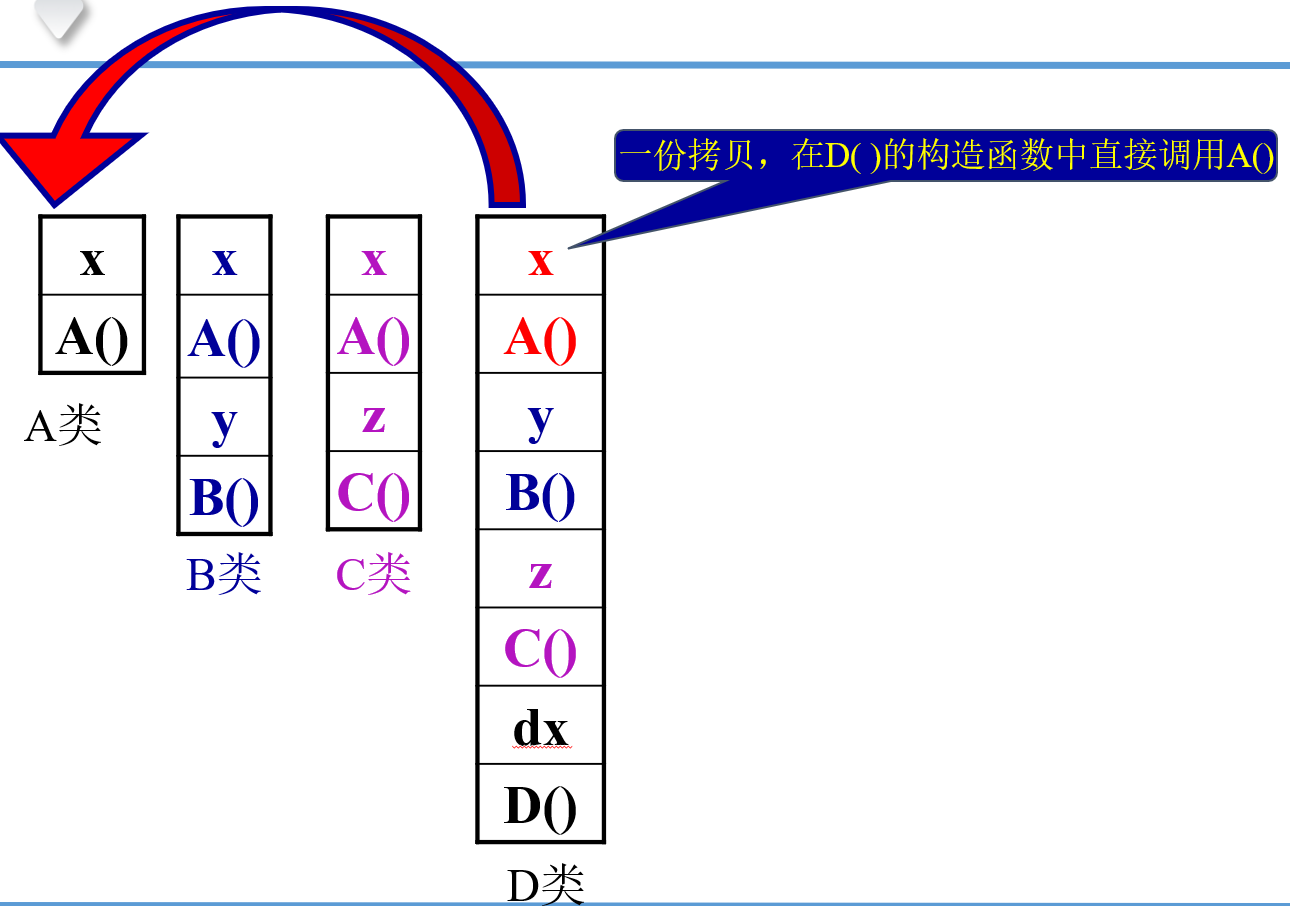 一份拷贝，在D( )的构造函数中直接调用A()
x
A()
A类
x
A()
y
B()
B类
x
A()
z
C()
C类
x
A()
y
B()
z
C()
dx
D()
D类